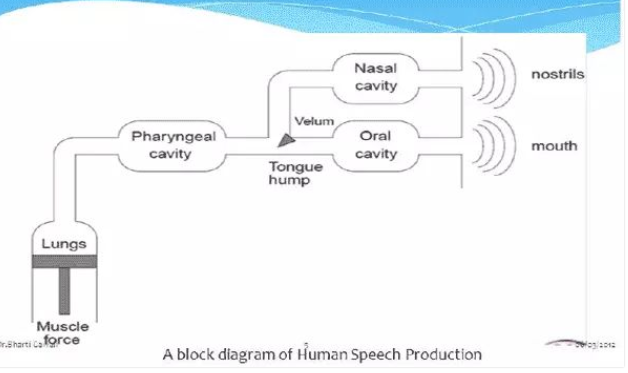 Nasal
cavity
nostrils
Velum
Pharyngeal
cavity
Oral
cavity
mouth
Tongue
hump
Lungs
Muscle
force
A block diagram of Human Speech Production